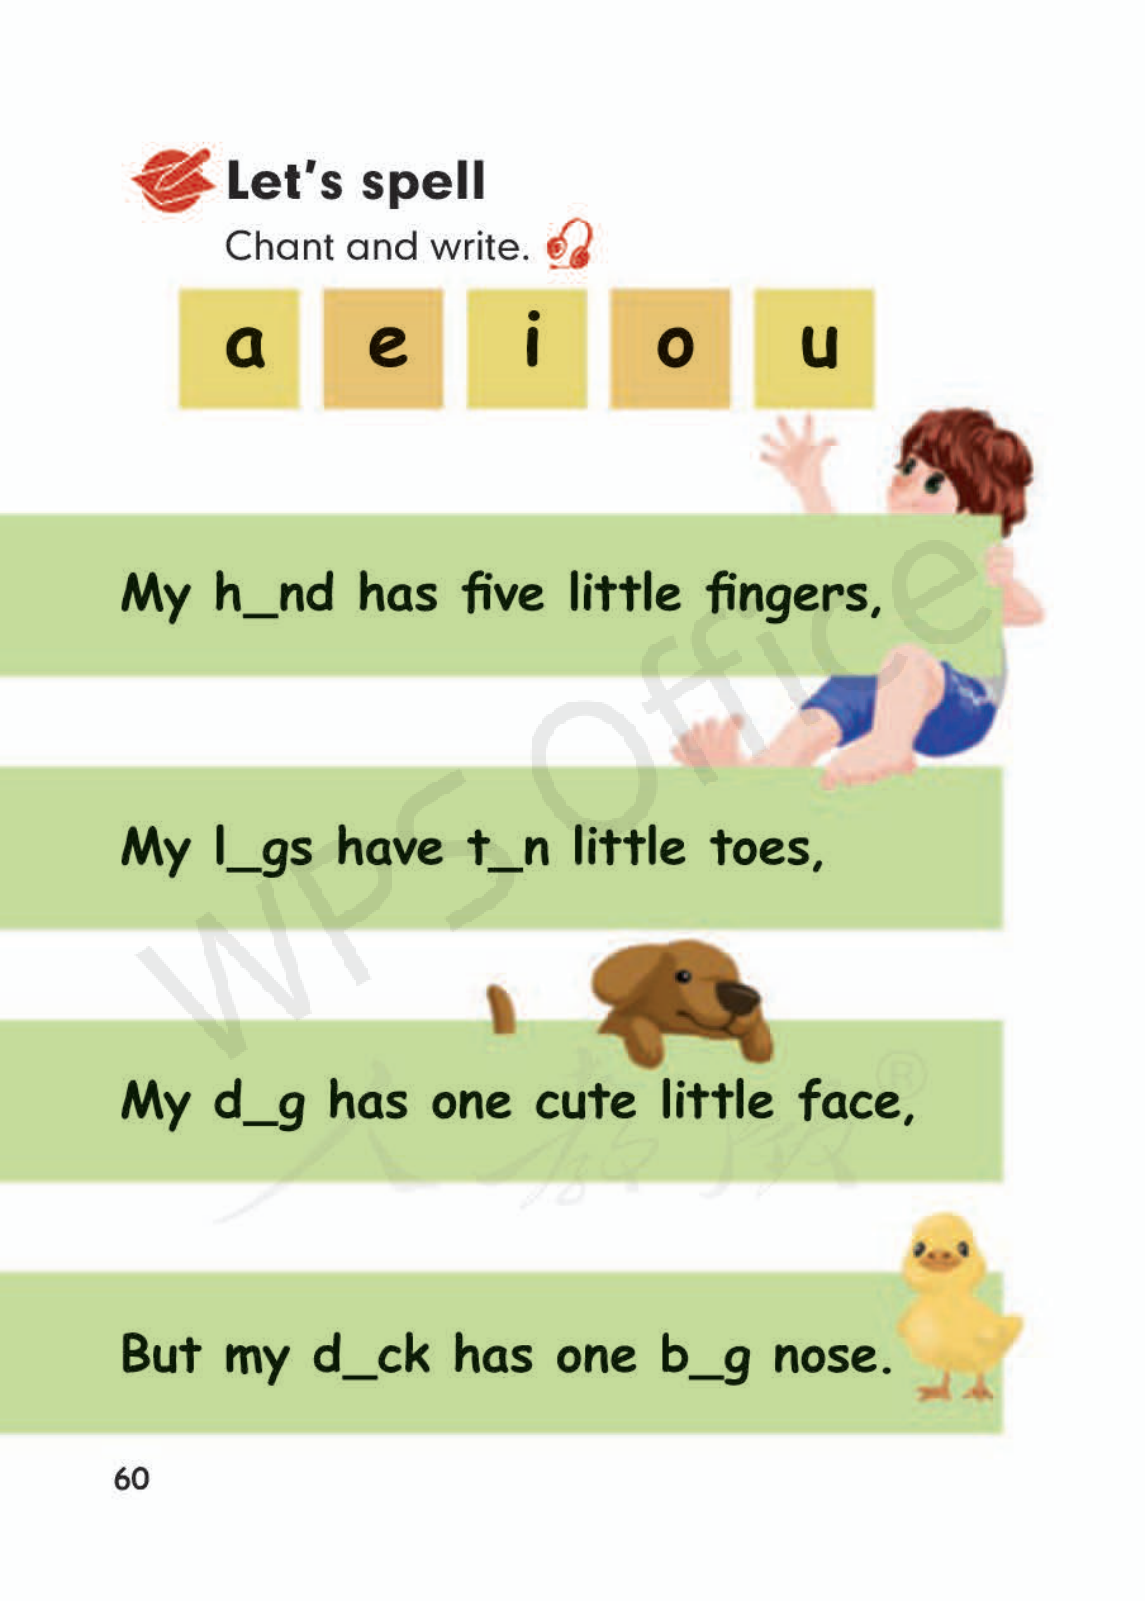 Let's spell
Chant and write.
a e i o u
My h_nd has five little fingers,
My l_gs have t_n little toes,
My d_g has one cute little face,
But my d_ck has one b_g nose.
60
WPS Office
人教版®